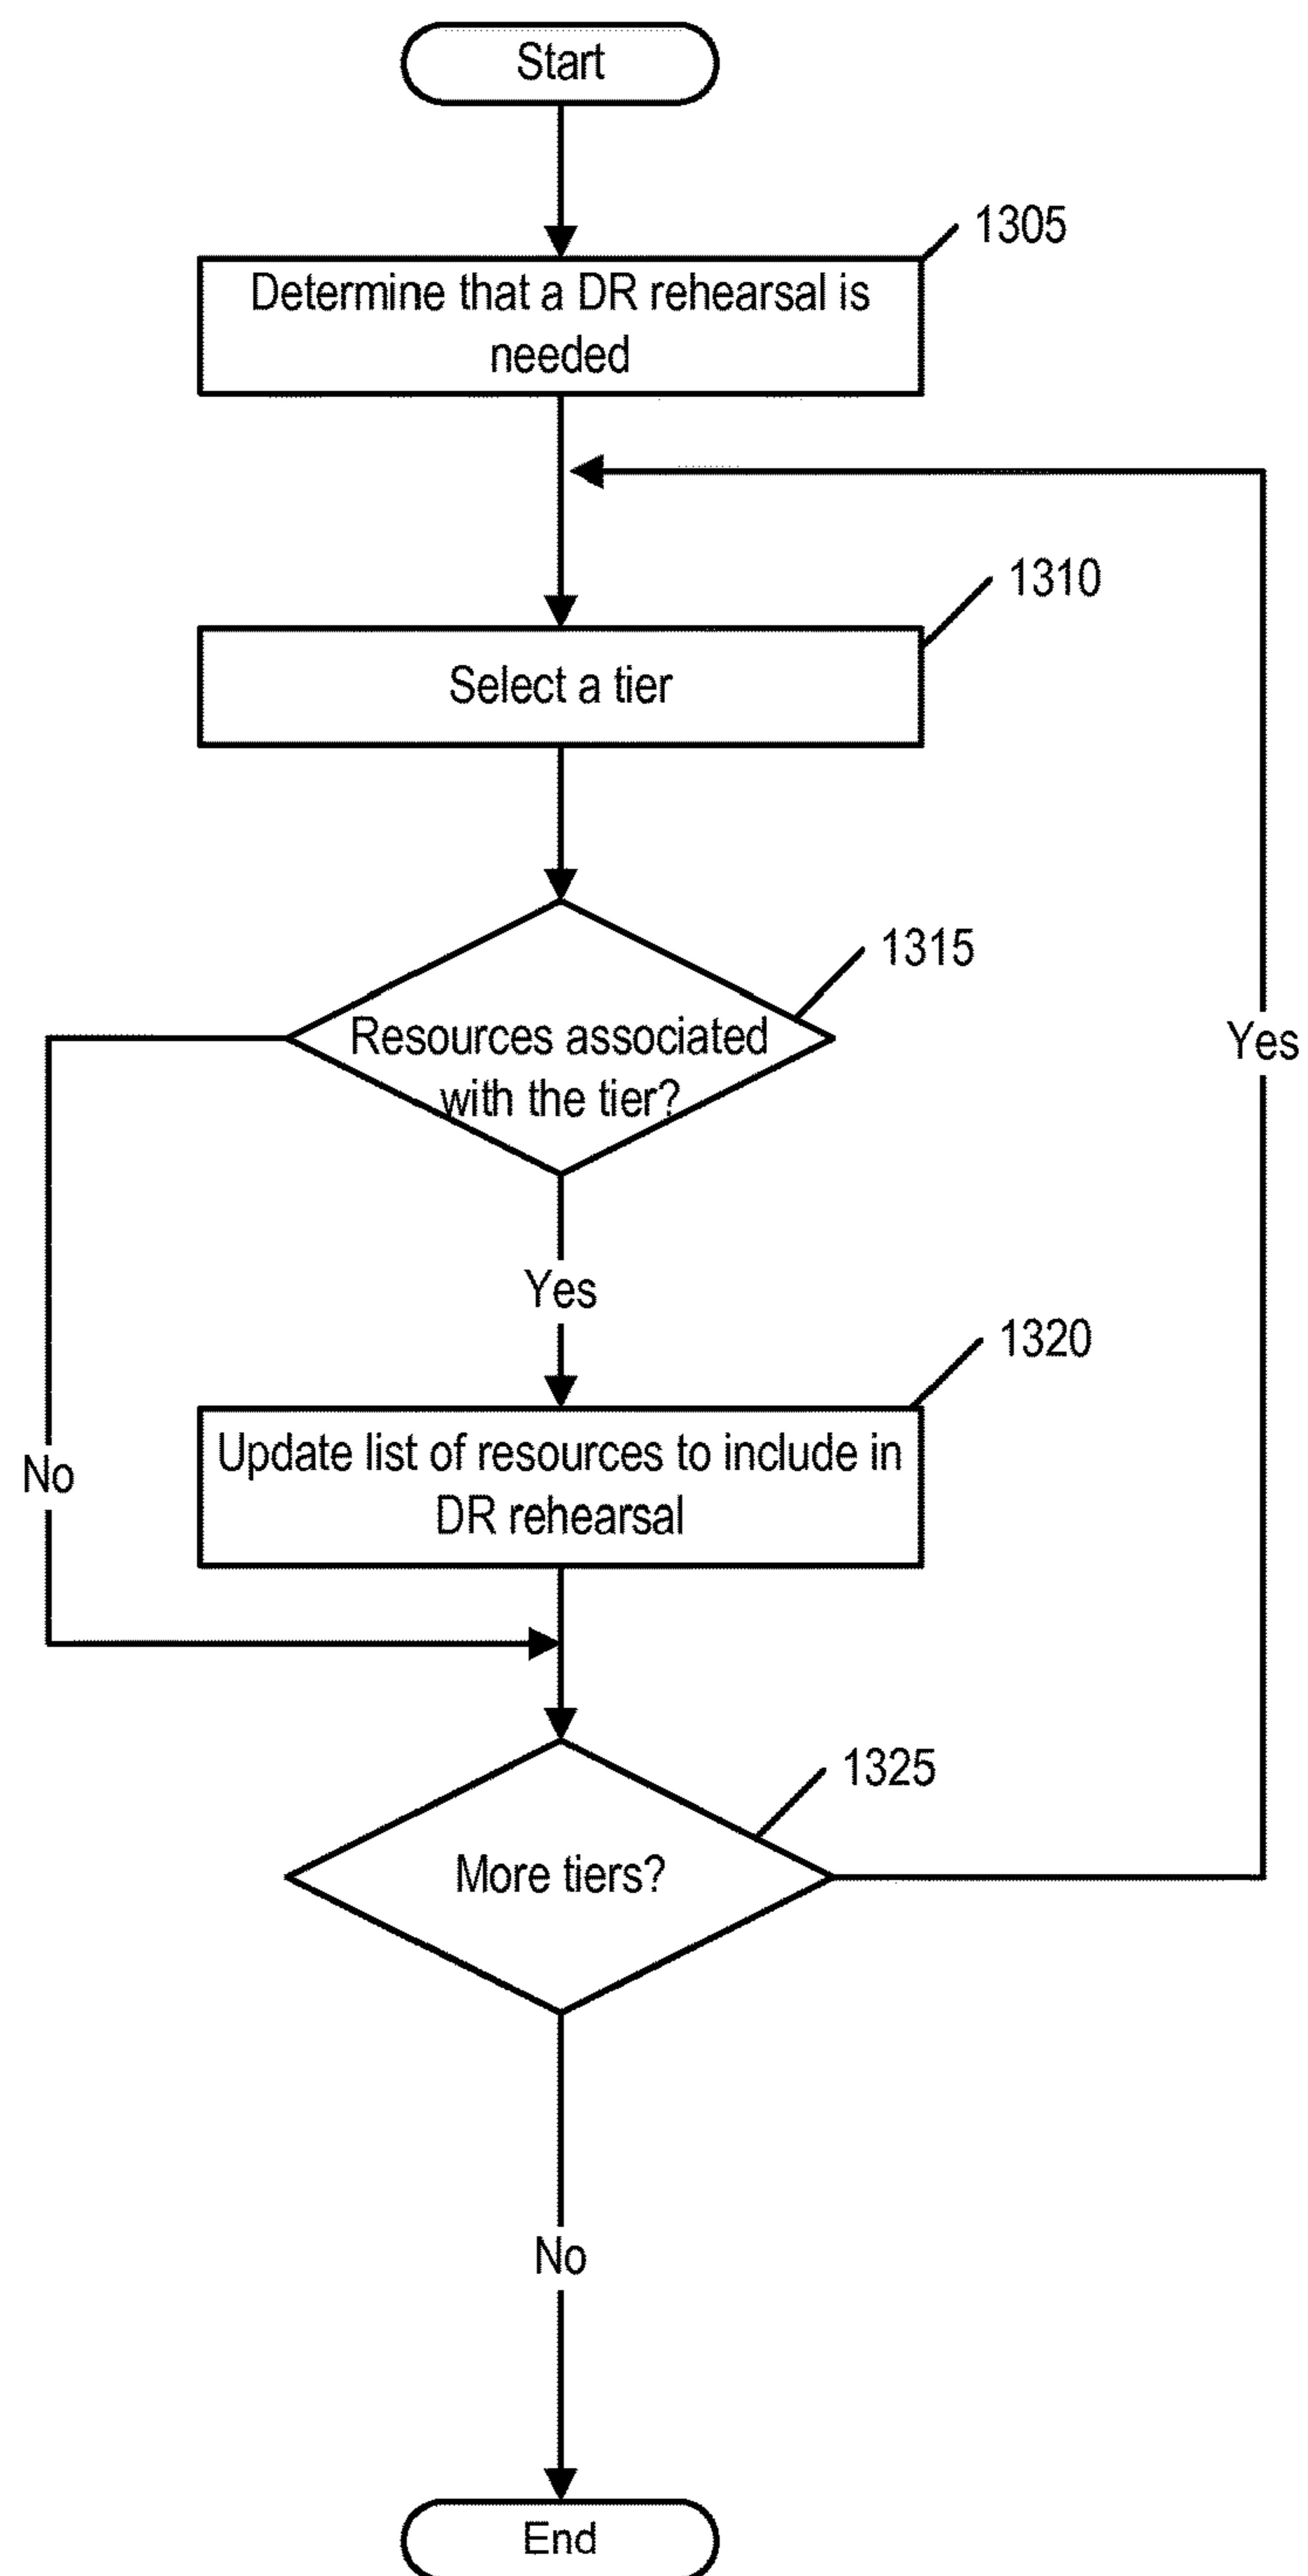 Start
1305
Determine that a DR rehearsal is
needed
1310
Select a tier
1315
Resources associated
with the tier?
Yes
Yes
1320
Update list of resources to include in
DR rehearsal
No
1325
More tiers?
No
End